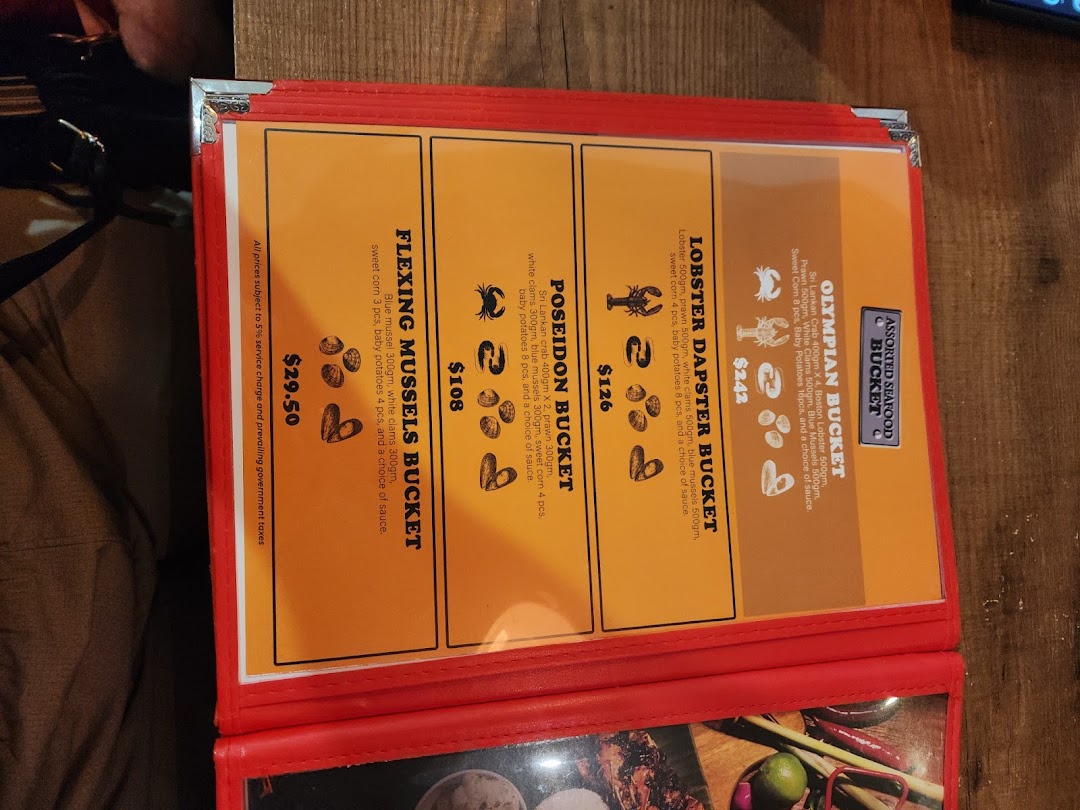 ASSORTED SEAFOOD
BUCKET
OLYMPIAN BUCKET
Sri Lankan Crab 400gm X 4, Boston Lobster 500gm,
Prawn 500gm, White Clams 500gm, Blue Mussels 500gm,
Sweet Corn 8 pcs, Baby Potatoes 16pcs, and a choice of sauce.
$242
LOBSTER DAPSTER BUCKET
Lobster 500gm, prawn 500gm, white clams 500gm, blue mussels 500gm,
sweet corn 4 pcs, baby potatoes 8 pcs, and a choice of sauce.
$126
POSEIDON BUCKET
Sri Lankan crab 400gm X 2, prawn 300gm,
white clams 300gm, blue mussels 300gm, sweet corn 4 pcs,
baby potatoes 8 pcs, and a choice of sauce.
$108
FLEXING MUSSELS BUCKET
Blue mussel 300gm, white clams 300gm,
sweet corn 3 pcs, baby potatoes 4 pcs, and a choice of sauce.
$29.50
All prices subject to 5% service charge and prevailing government taxes